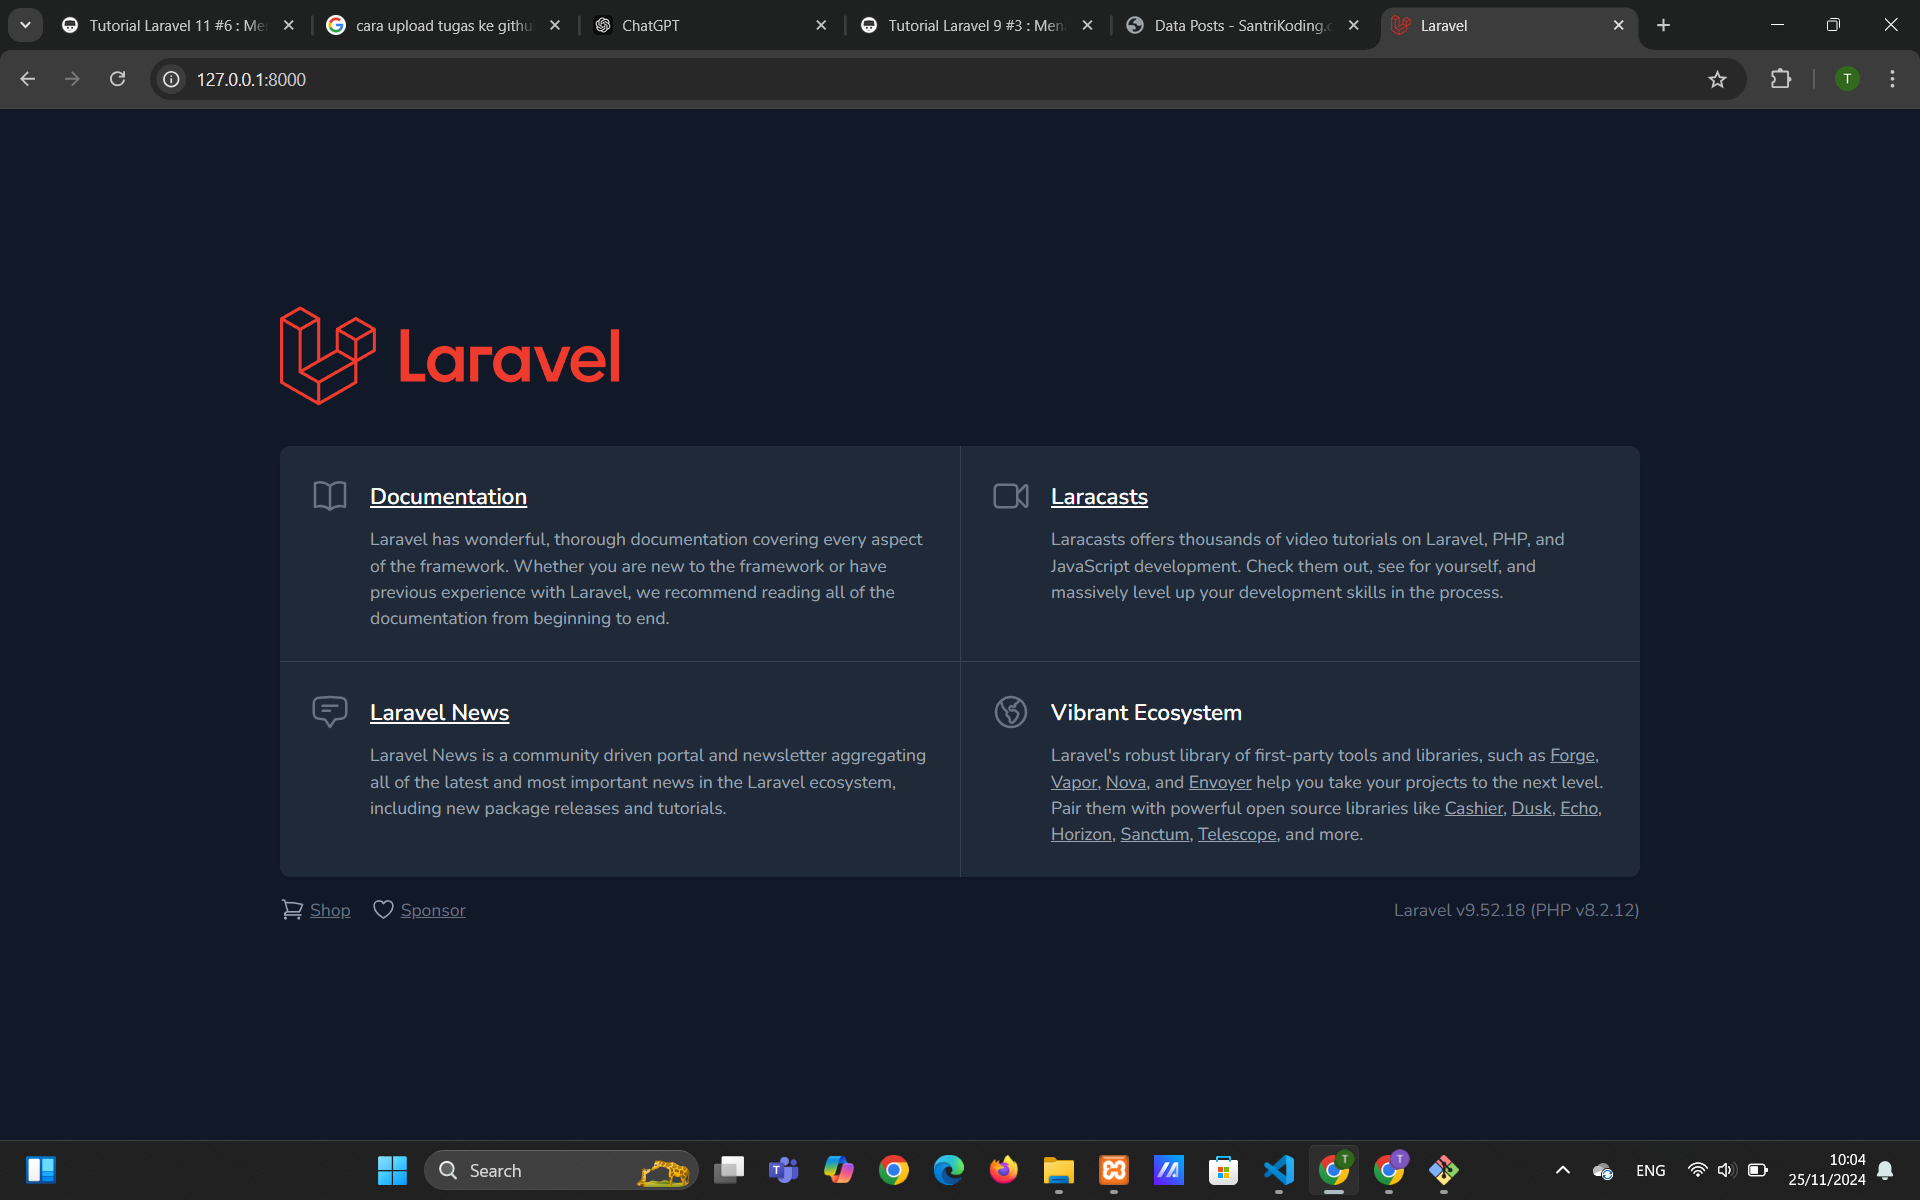 Tutorial Laravel 11 #6 : Me
cara upload tugas ke githu
ChatGPT
Tutorial Laravel 9 #3 : Men
Data Posts - SantriKoding.c
Laravel
127.0.0.1:8000
T
Laravel
Documentation
Laravel has wonderful, thorough documentation covering every aspect
of the framework. Whether you are new to the framework or have
previous experience with Laravel, we recommend reading all of the
documentation from beginning to end.
Laracasts
Laracasts offers thousands of video tutorials on Laravel, PHP, and
JavaScript development. Check them out, see for yourself, and
massively level up your development skills in the process.
Laravel News
Laravel News is a community driven portal and newsletter aggregating
all of the latest and most important news in the Laravel ecosystem,
including new package releases and tutorials.
Vibrant Ecosystem
Laravel's robust library of first-party tools and libraries, such as Forge,
Vapor, Nova, and Envoyer help you take your projects to the next level.
Pair them with powerful open source libraries like Cashier, Dusk, Echo,
Horizon, Sanctum, Telescope, and more.
Shop
Sponsor
Laravel v9.52.18 (PHP v8.2.12)
Search
ENG
10:04
25/11/2024